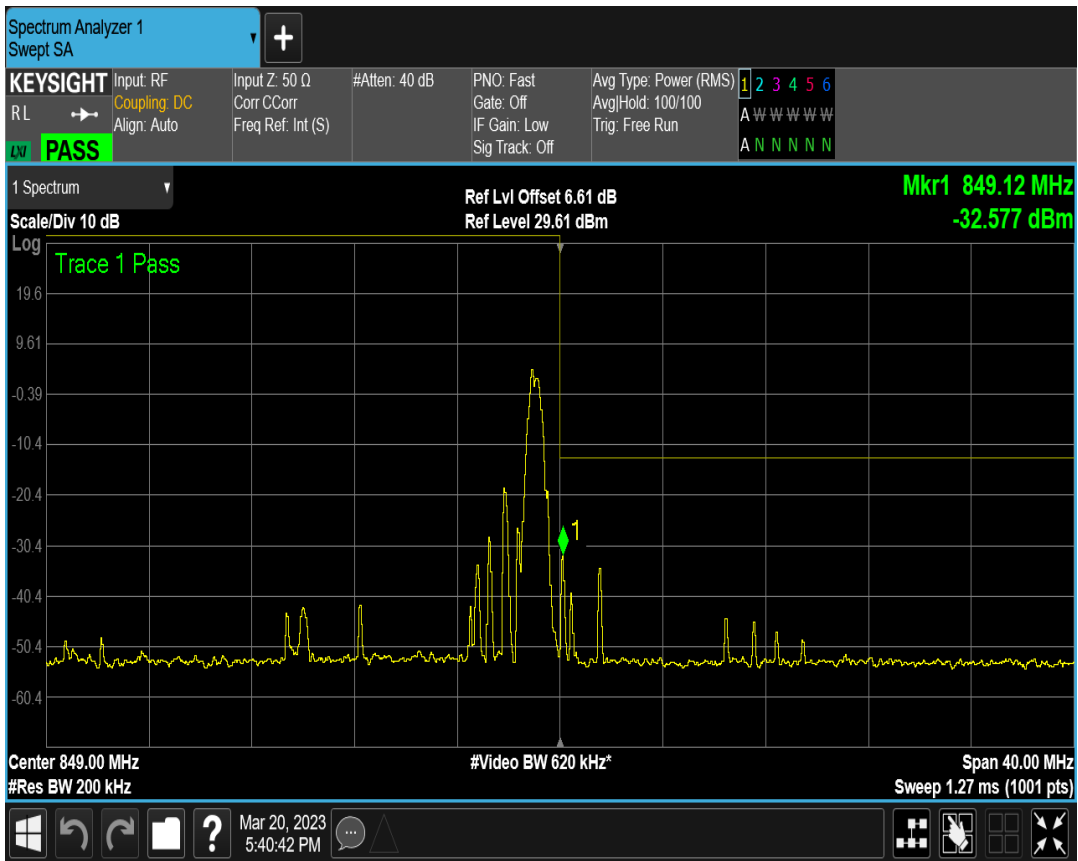 Spectrum Analyzer 1
Swept SA
+
KEYSIGHT
R L
LXI PASS
Input: RF
Coupling: DC
Align: Auto
Input Z: 50 Ω
Corr CCorr
Freq Ref: Int (S)
#Atten: 40 dB
PNO: Fast
Gate: Off
IF Gain: Low
Sig Track: Off
Avg Type: Power (RMS)
Avg|Hold: 100/100
Trig: Free Run
1 2 3 4 5 6
A W W W W W
A N N N N N
1 Spectrum
Scale/Div 10 dB
Ref Lvl Offset 6.61 dB
Ref Level 29.61 dBm
Mkr1 849.12 MHz
-32.577 dBm
Log
Trace 1 Pass
19.6
9.61
-0.39
-10.4
-20.4
1
-30.4
-40.4
-50.4
-60.4
Center 849.00 MHz
#Video BW 620 kHz*
Span 40.00 MHz
#Res BW 200 kHz
Sweep 1.27 ms (1001 pts)
?
Mar 20, 2023
5:40:42 PM